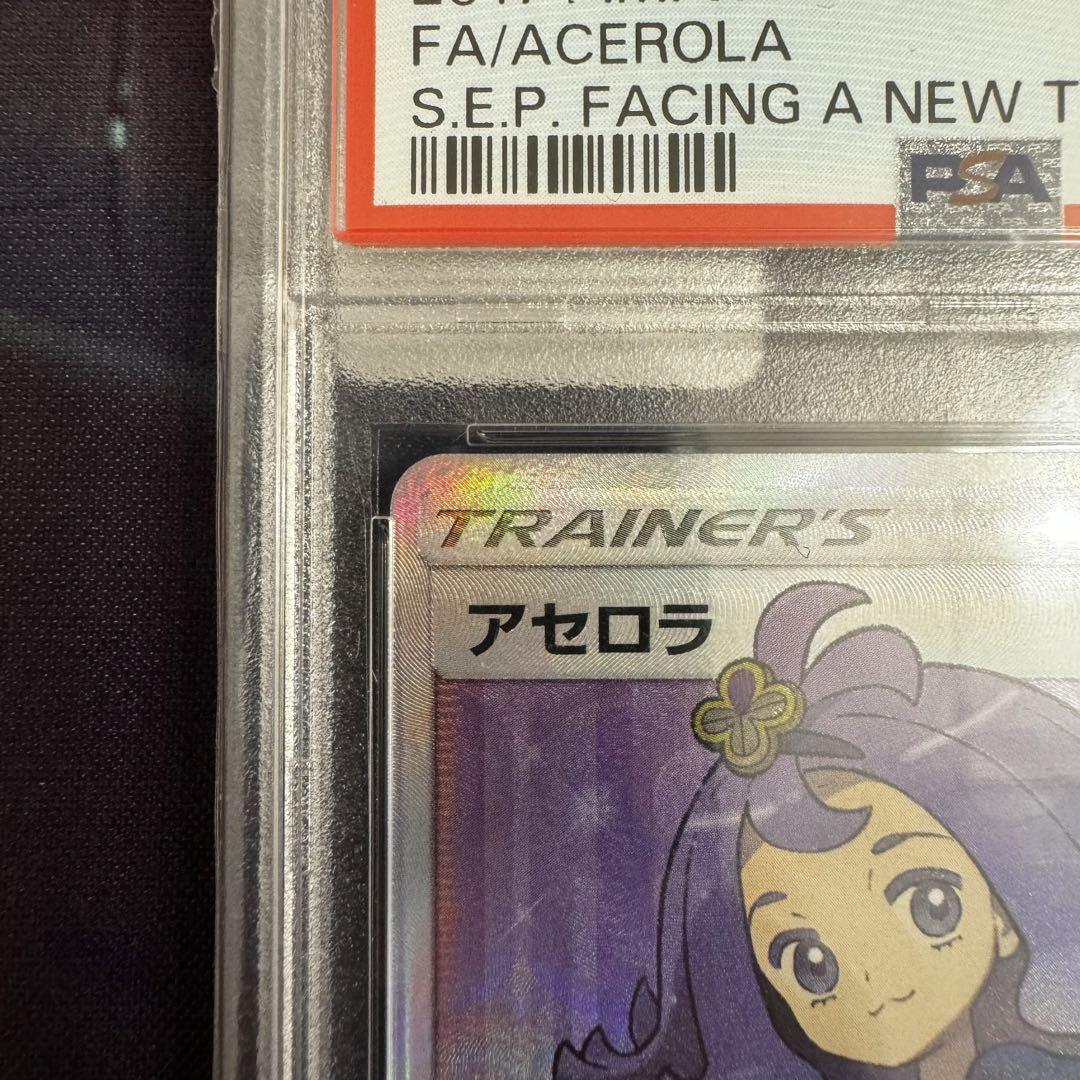 FA/ACEROLA
S.E.P. FACING A NEW T
PSA
TRAINER'S
アセロラ